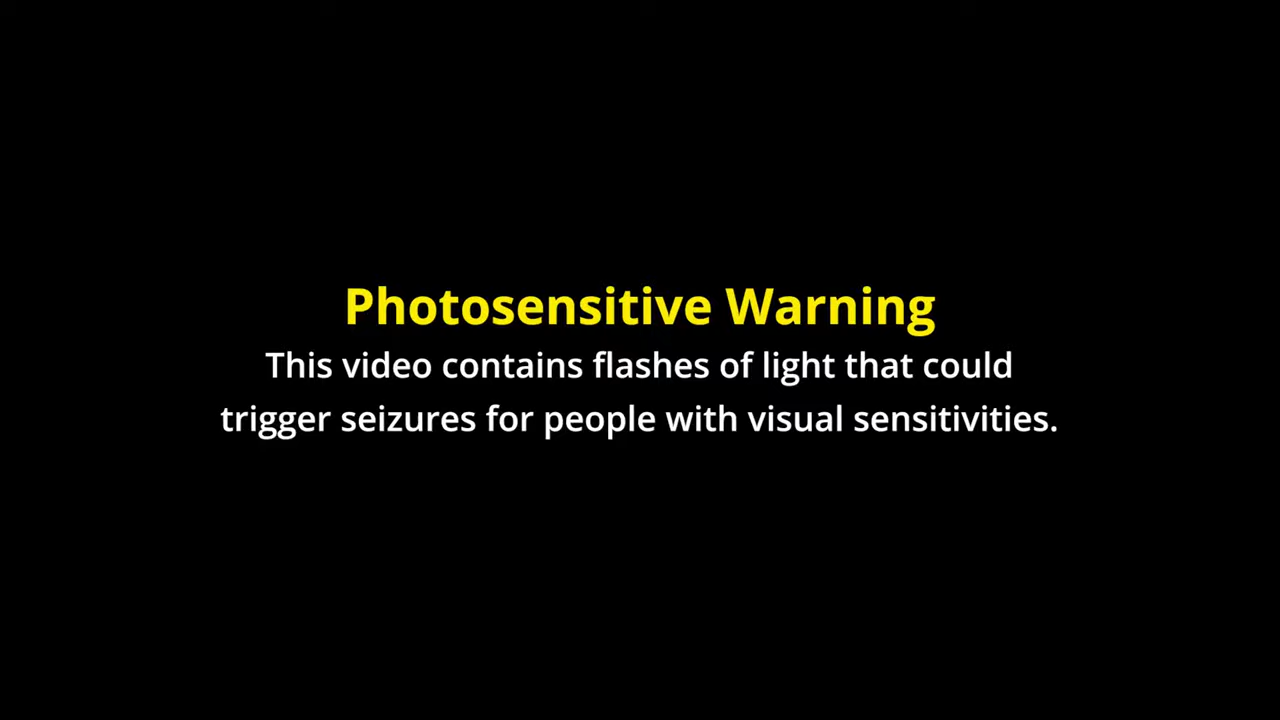 Photosensitive Warning
This video contains flashes of light that could
trigger seizures for people with visual sensitivities.